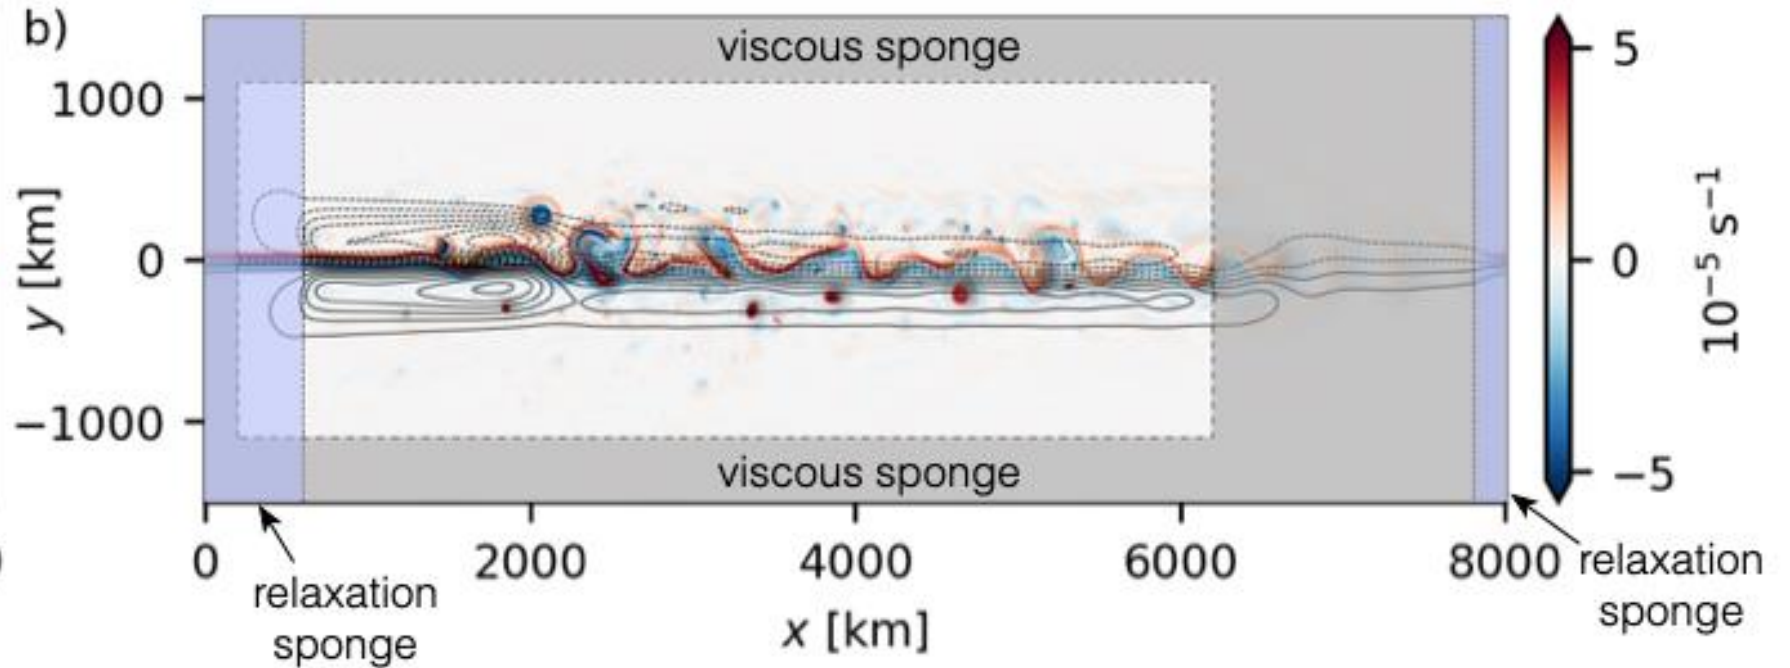 b)
viscous sponge
1000
0
−1000
y [km]
viscous sponge
0
2000
4000
6000
8000
x [km]
relaxation
sponge
relaxation
sponge
5
0
−5
10⁻⁵ s⁻¹
)